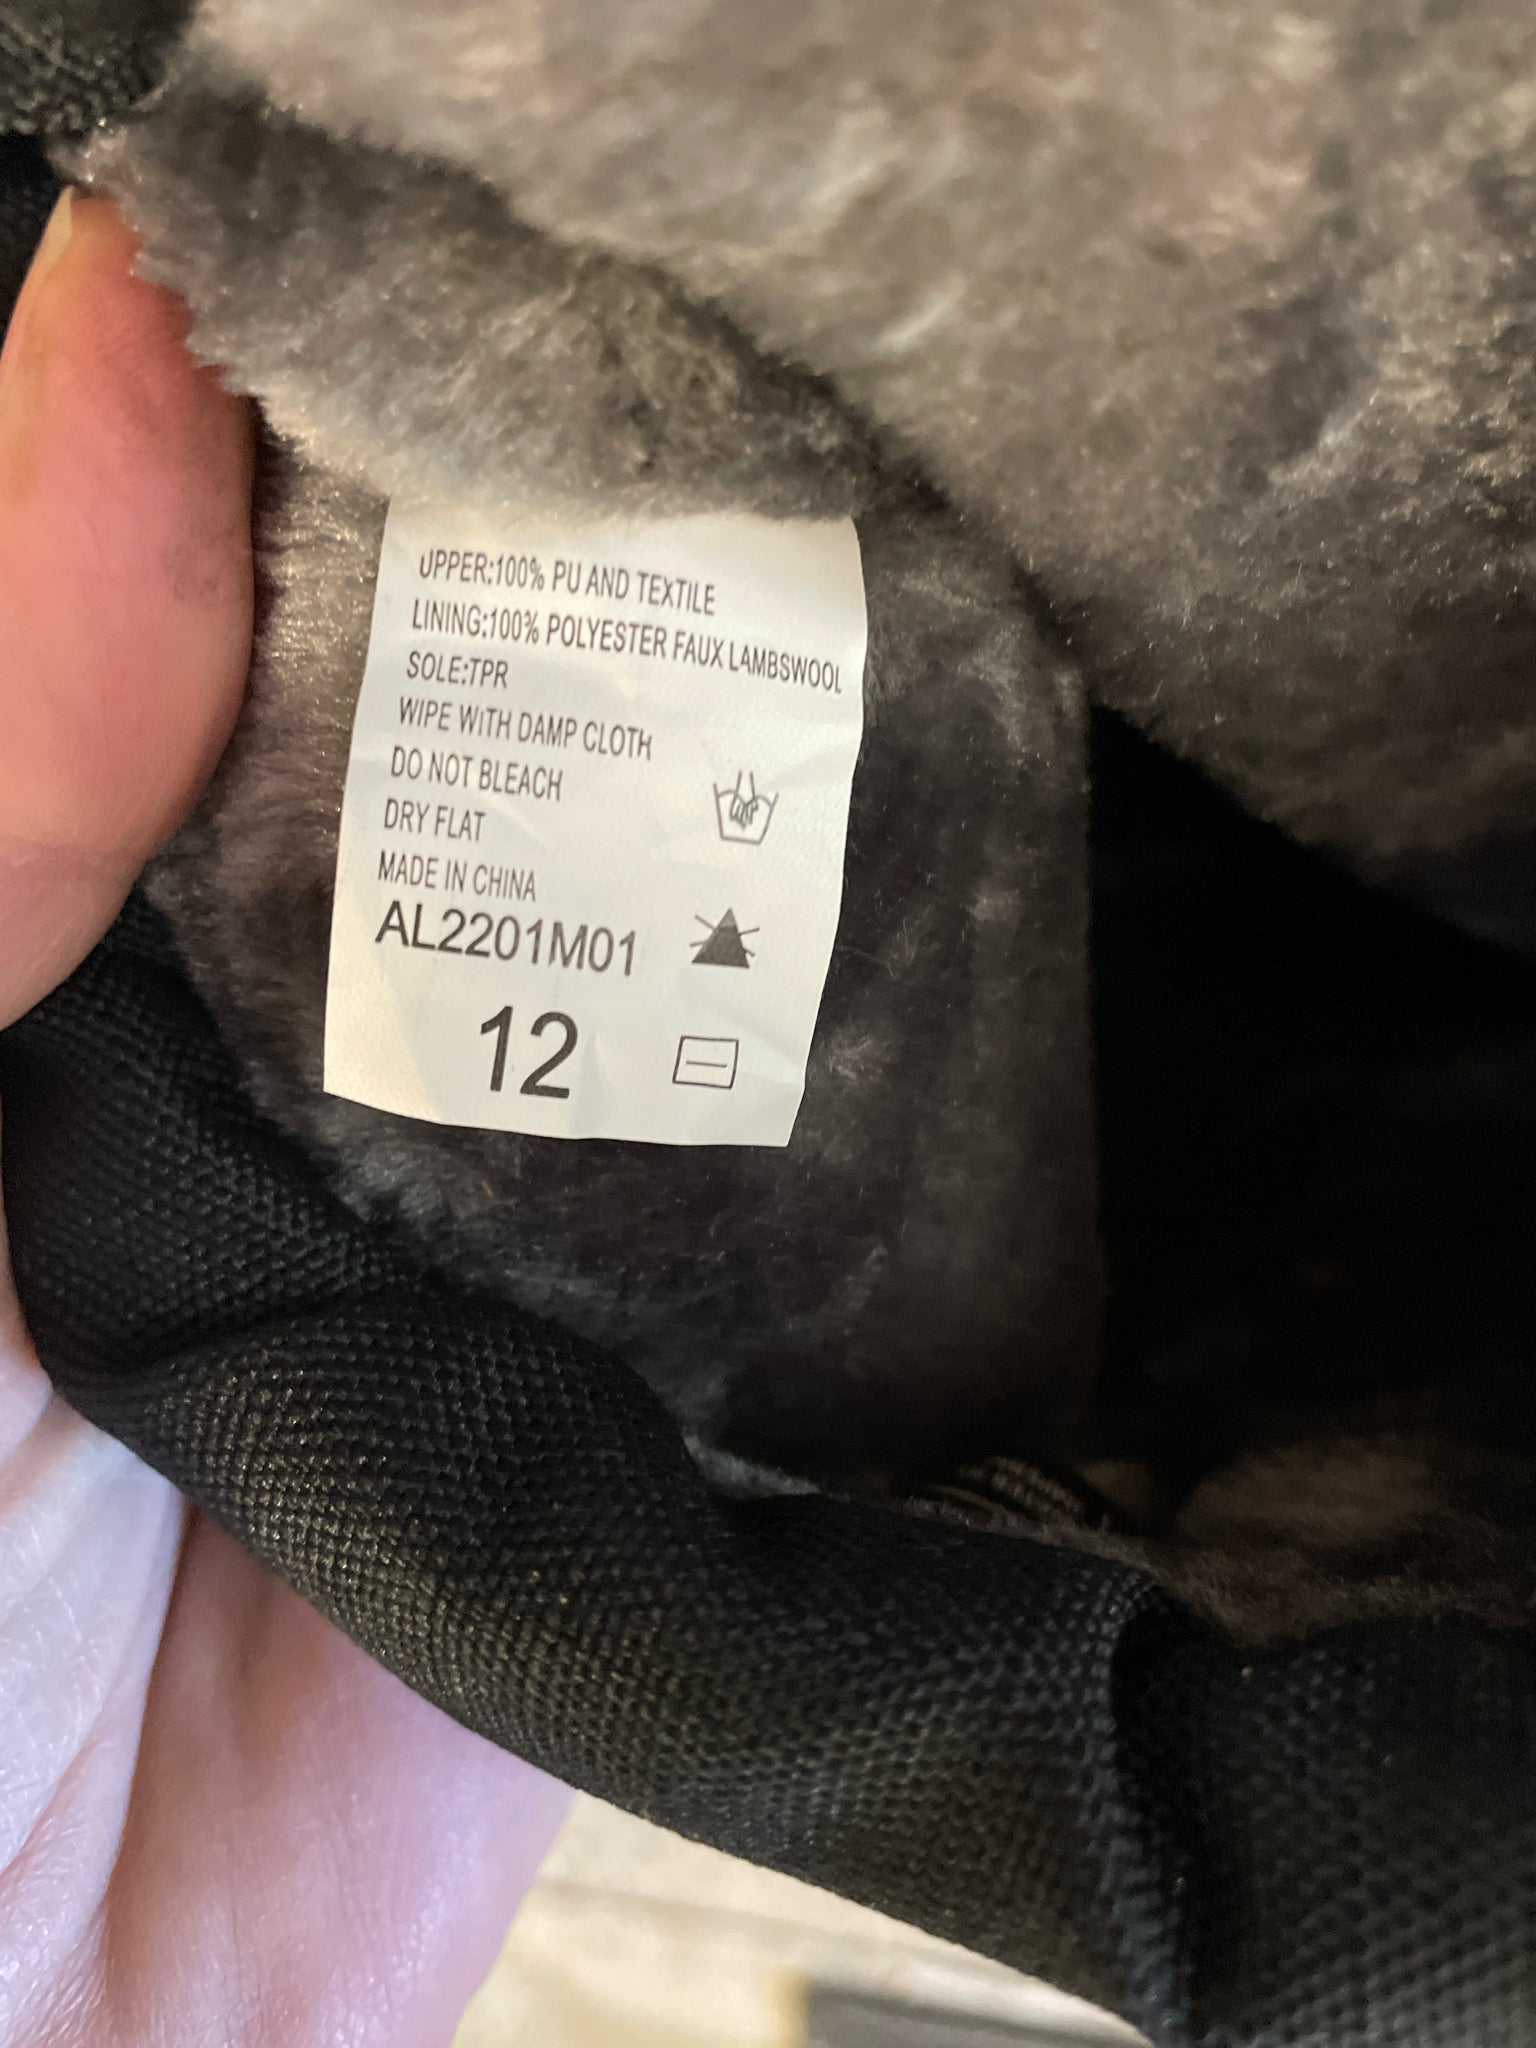 UPPER:100% PU AND TEXTILE
LINING:100% POLYESTER FAUX LAMBSWOOL
SOLE:TPR
WIPE WITH DAMP CLOTH
DO NOT BLEACH
DRY FLAT
MADE IN CHINA
AL2201M01
12